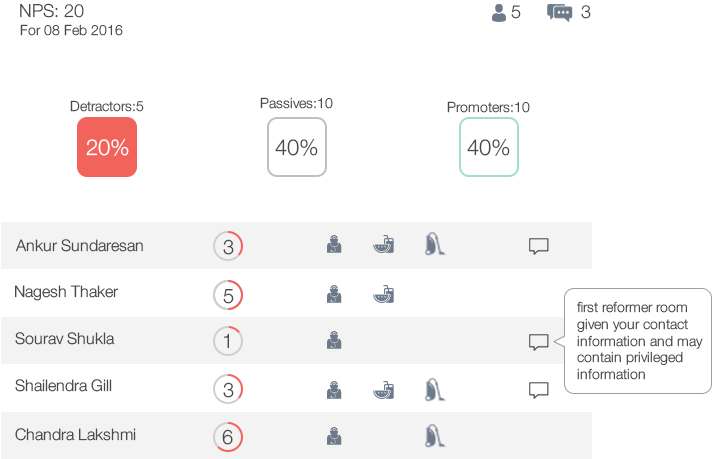 NPS: 20
5
3
For 08 Feb 2016
Detractors:5
Passives:10
Promoters:10
20%
40%
40%
Ankur Sundaresan
3
Nagesh Thaker
5
Sourav Shukla
1
first reformer room
given your contact
information and may
contain privileged
information
Shailendra Gill
3
Chandra Lakshmi
6